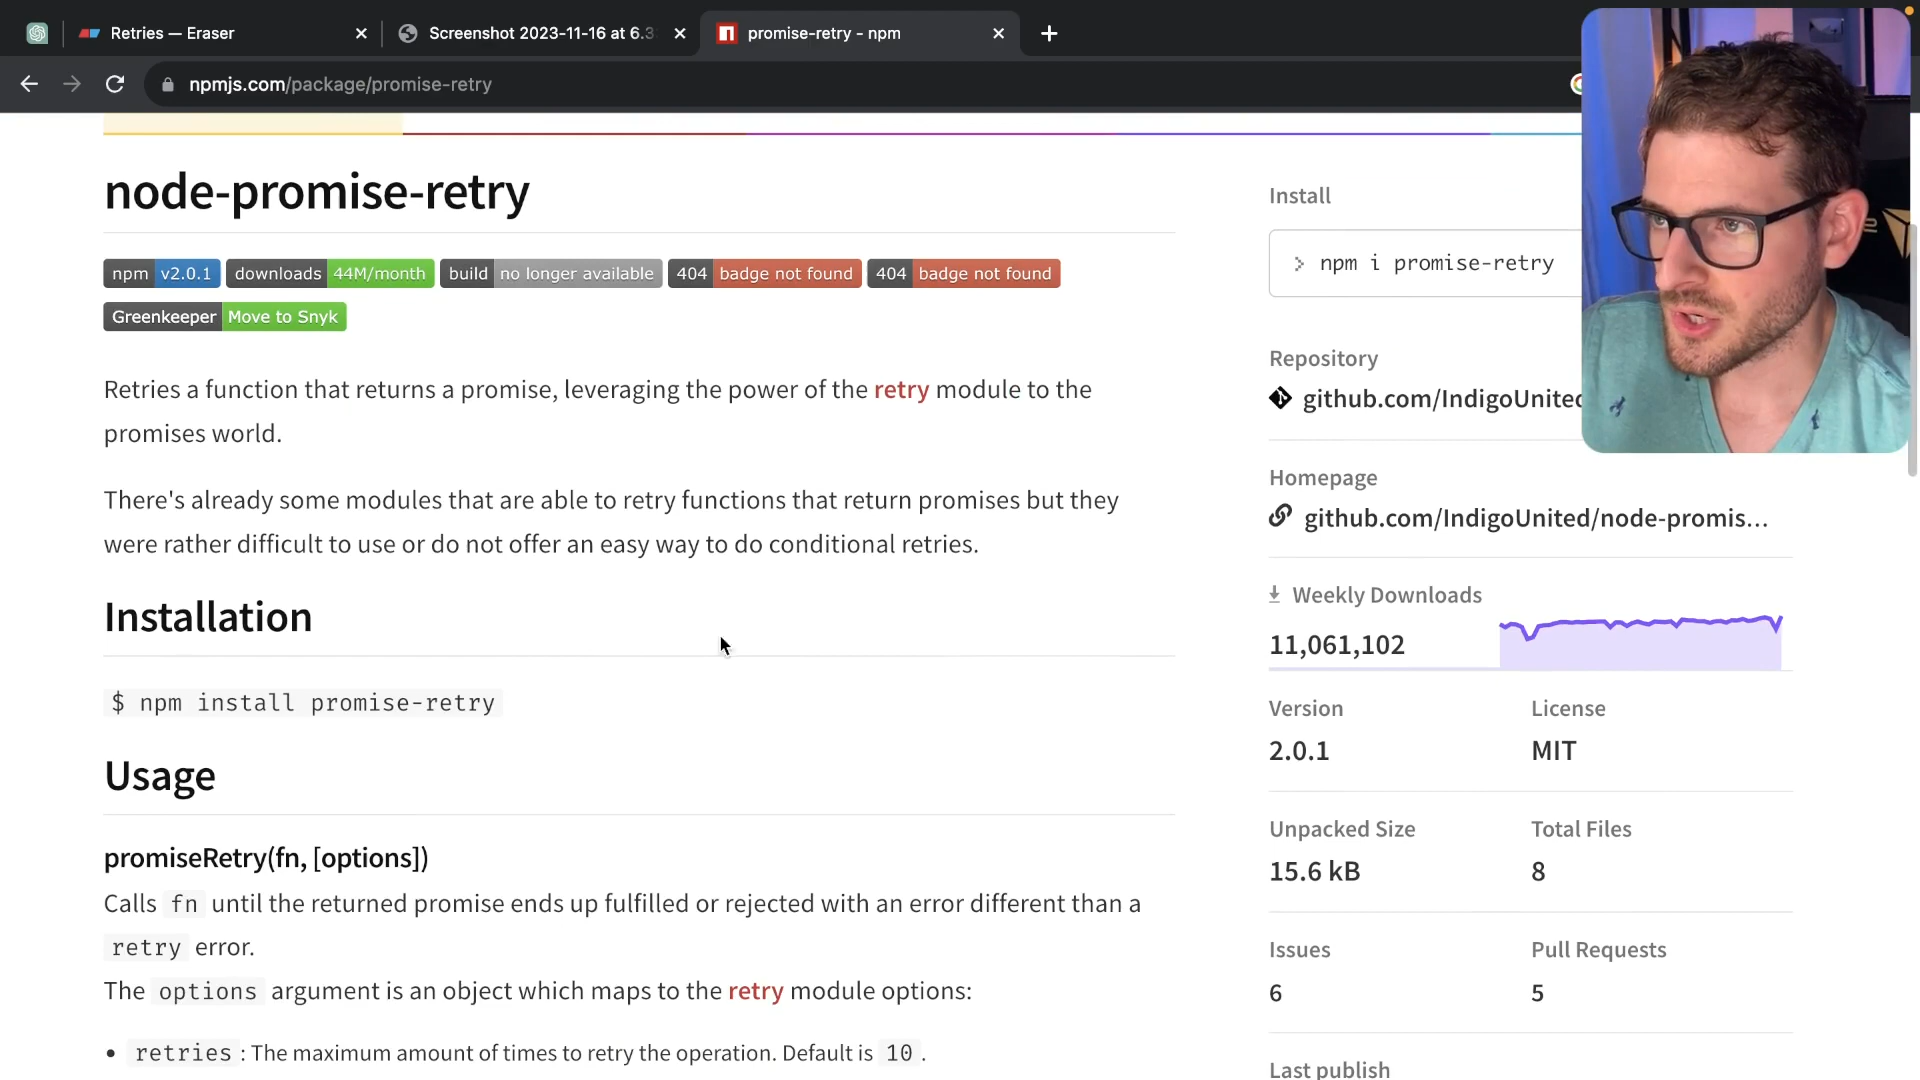 Retries — Eraser
Screenshot 2023-11-16 at 6.3
promise-retry - npm
npmjs.com/package/promise-retry
node-promise-retry
npm v2.0.1 downloads 44M/month build no longer available 404 badge not found 404 badge not found
Greenkeeper Move to Snyk
Retries a function that returns a promise, leveraging the power of the retry module to the
promises world.
There's already some modules that are able to retry functions that return promises but they
were rather difficult to use or do not offer an easy way to do conditional retries.
Installation
$ npm install promise-retry
Usage
promiseRetry(fn, [options])
Calls fn until the returned promise ends up fulfilled or rejected with an error different than a
retry error.
The options argument is an object which maps to the retry module options:
• retries : The maximum amount of times to retry the operation. Default is 10 .
Install
> npm i promise-retry
Repository
github.com/IndigoUnited
Homepage
github.com/IndigoUnited/node-promis...
Weekly Downloads
11,061,102
Version License
2.0.1 MIT
Unpacked Size Total Files
15.6 kB 8
Issues Pull Requests
6 5
Last publish